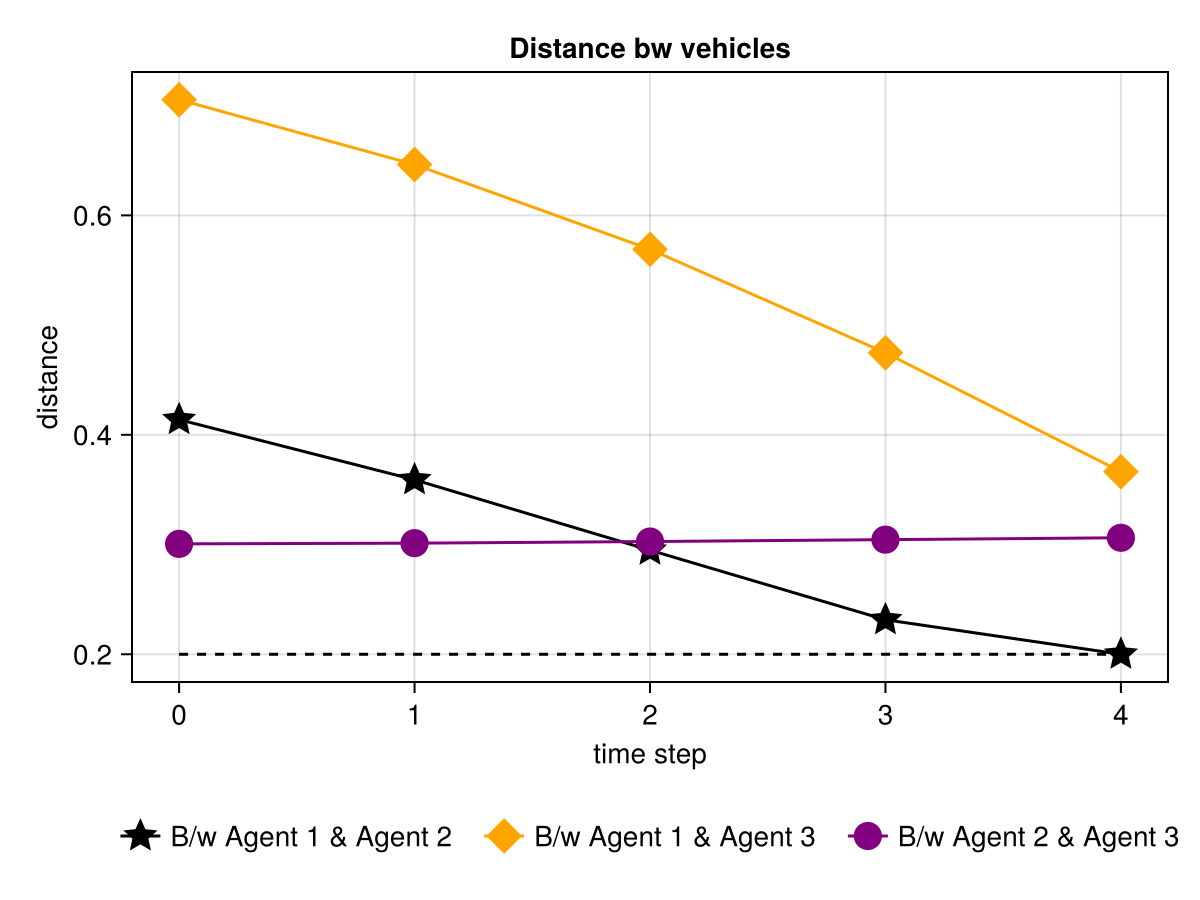 Distance bw vehicles
distance
0.6
0.4
0.2
0 1 2 3 4
time step
B/w Agent 1 & Agent 2 B/w Agent 1 & Agent 3 B/w Agent 2 & Agent 3